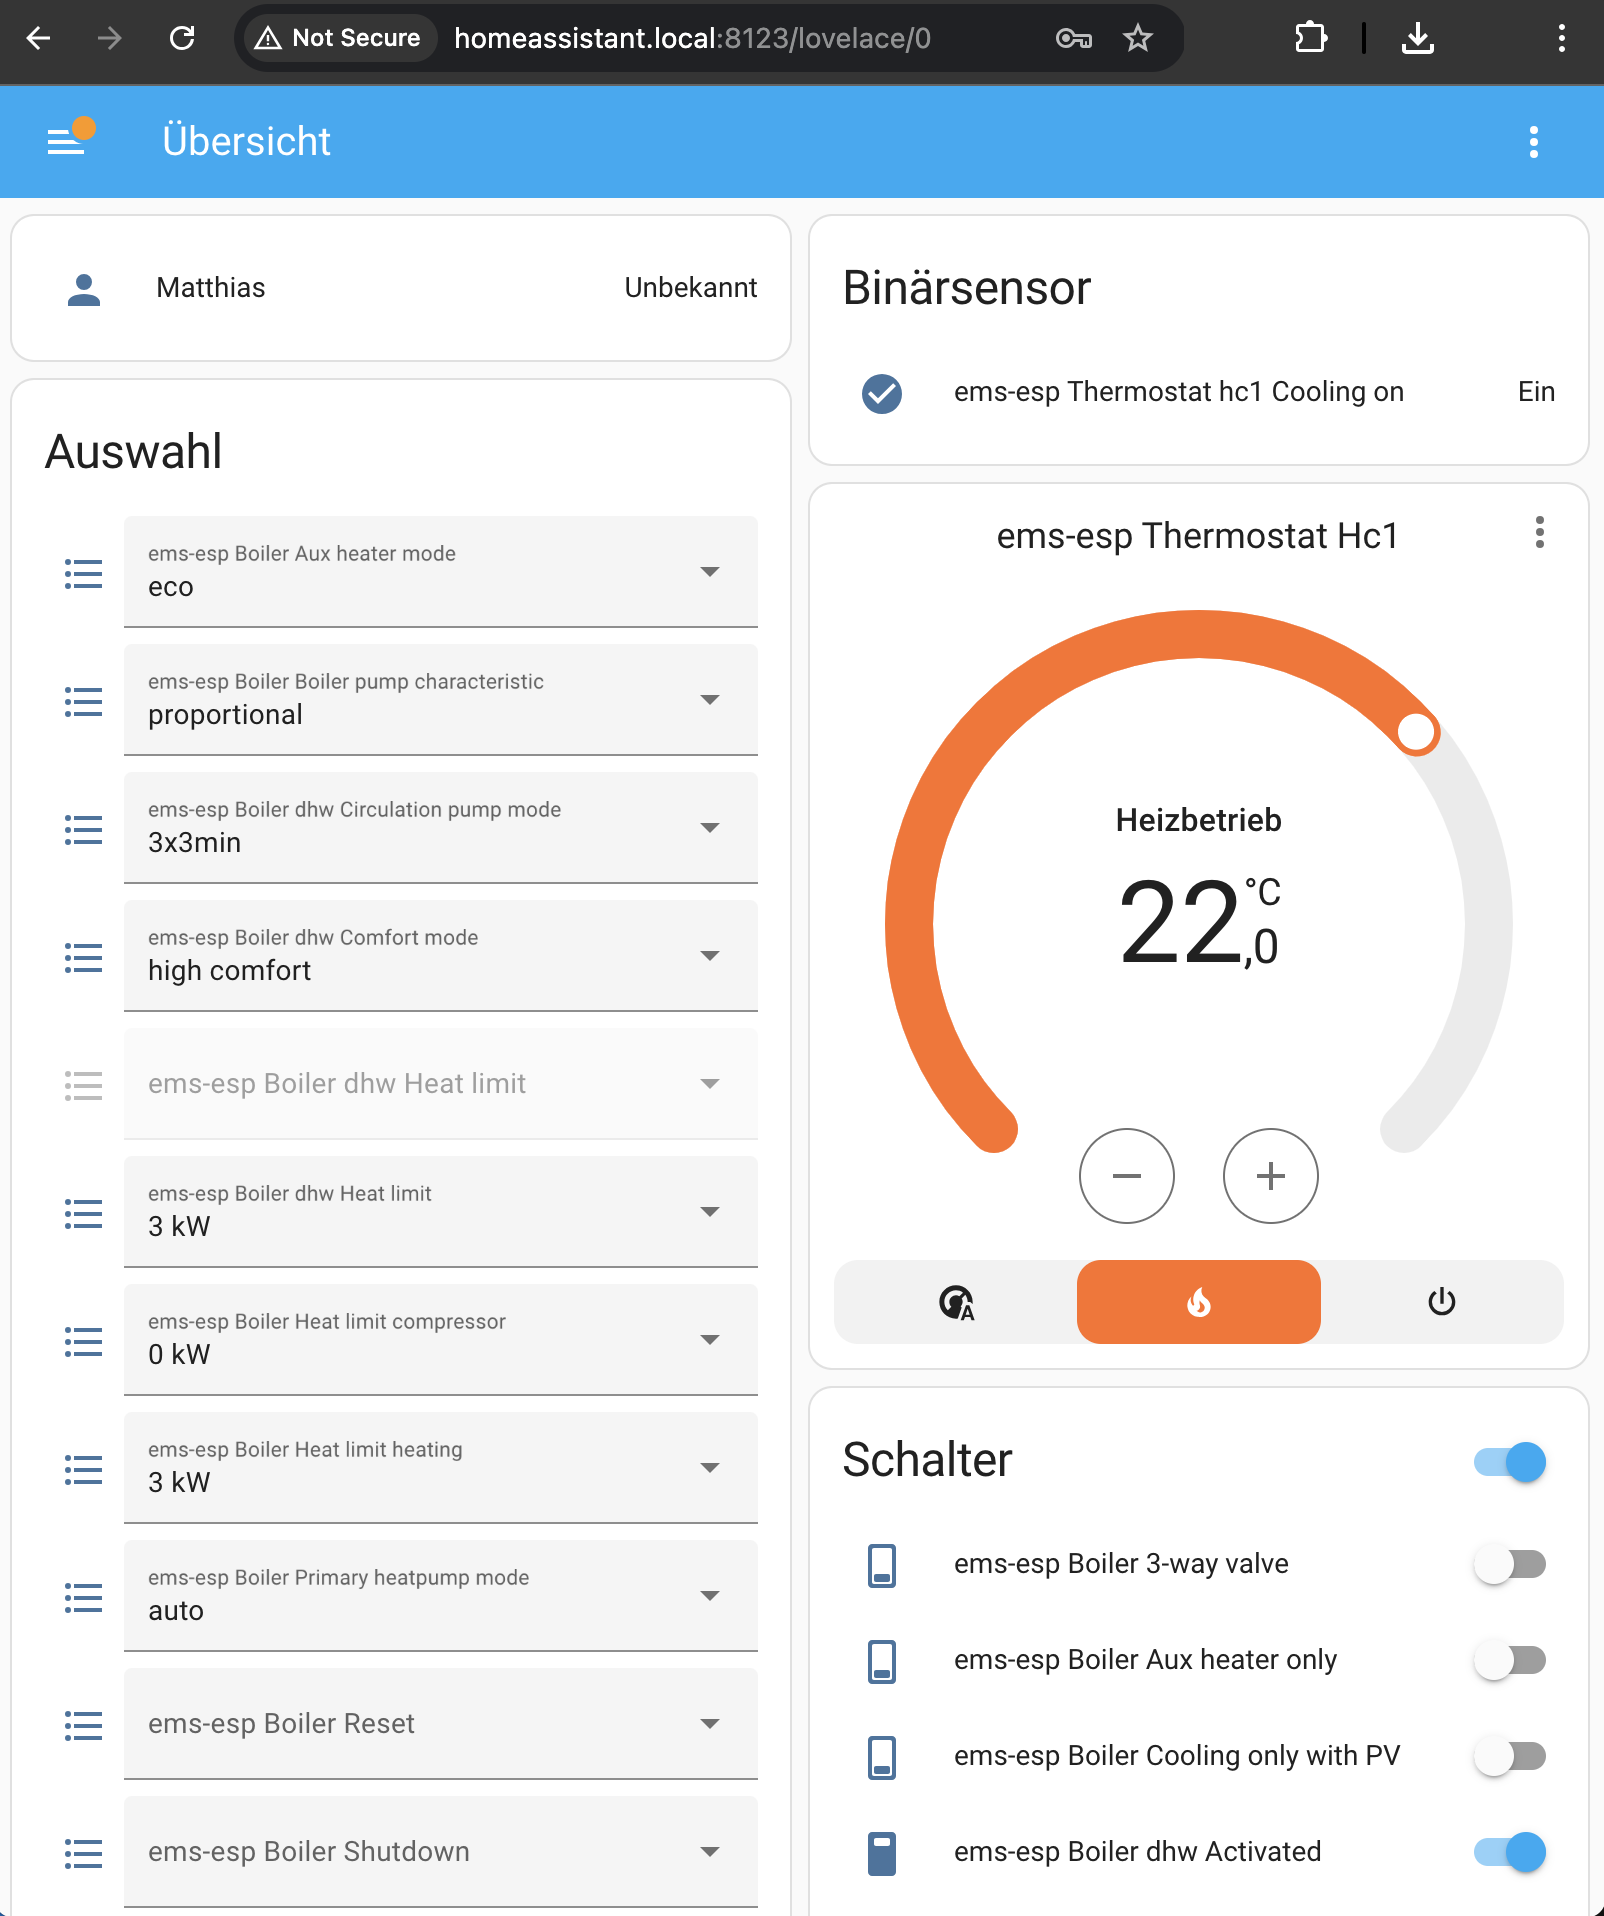 Not Secure
homeassistant.local:8123/lovelace/0
Übersicht
Matthias
Unbekannt
Auswahl
ems-esp Boiler Aux heater mode
eco
ems-esp Boiler Boiler pump characteristic
proportional
ems-esp Boiler dhw Circulation pump mode
3x3min
ems-esp Boiler dhw Comfort mode
high comfort
ems-esp Boiler dhw Heat limit
ems-esp Boiler dhw Heat limit
3 kW
ems-esp Boiler Heat limit compressor
0 kW
ems-esp Boiler Heat limit heating
3 kW
ems-esp Boiler Primary heatpump mode
auto
ems-esp Boiler Reset
ems-esp Boiler Shutdown
Binärsensor
ems-esp Thermostat hc1 Cooling on
Ein
ems-esp Thermostat Hc1
Heizbetrieb
22,0 °C
A
Schalter
ems-esp Boiler 3-way valve
ems-esp Boiler Aux heater only
ems-esp Boiler Cooling only with PV
ems-esp Boiler dhw Activated